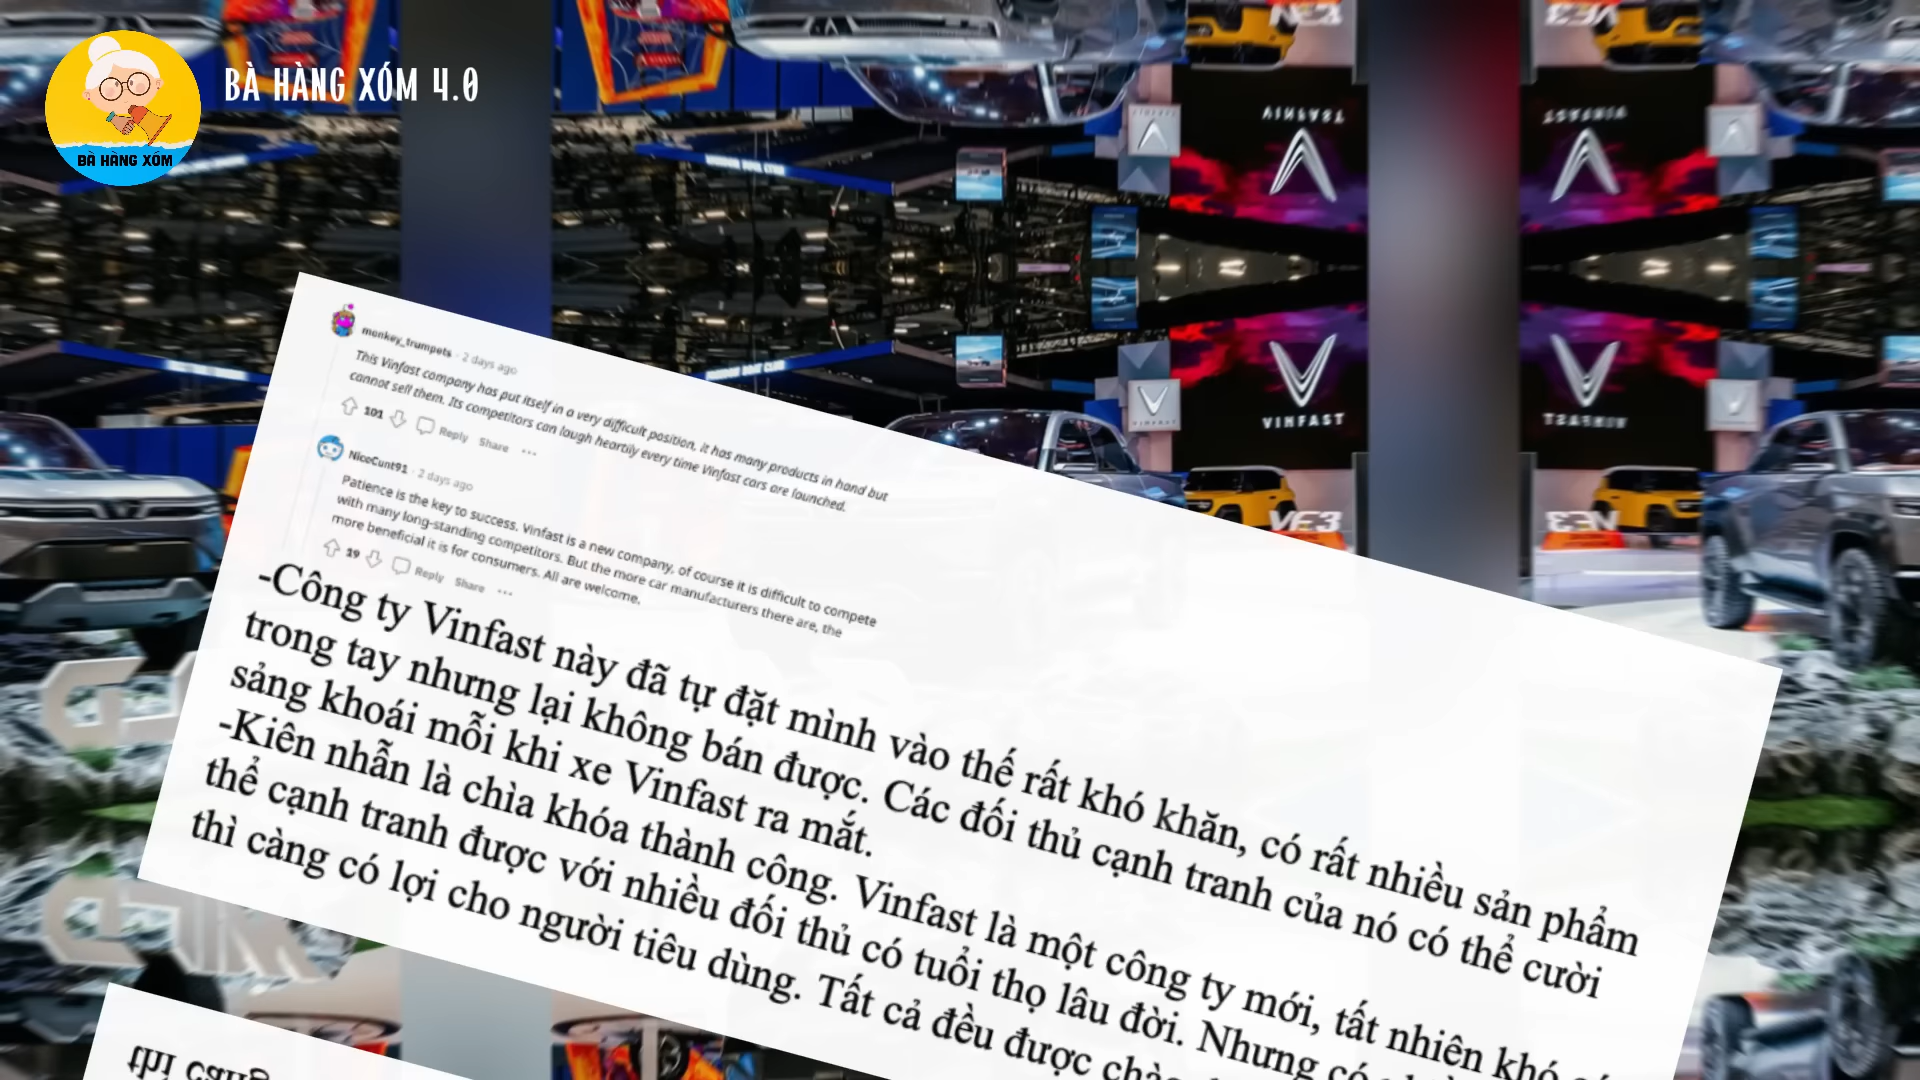 BÀ HÀNG XÓM 4.0
BÀ HÀNG XÓM
VINFAST
VF3
monkey_trumpets · 2 days ago
This Vinfast company has put itself in a very difficult position, it has many products in hand but
cannot sell them. Its competitors can laugh heartily every time Vinfast cars are launched.
101 Reply Share ...
NiceCunt91 · 2 days ago
Patience is the key to success. Vinfast is a new company, of course it is difficult to compete
with many long-standing competitors. But the more car manufacturers there are, the
more beneficial it is for consumers. All are welcome.
19 Reply Share ...
-Công ty Vinfast này đã tự đặt mình vào thế rất khó khăn, có rất nhiều sản phẩm
trong tay nhưng lại không bán được. Các đối thủ cạnh tranh của nó có thể cười
sảng khoái mỗi khi xe Vinfast ra mắt.
-Kiên nhẫn là chìa khóa thành công. Vinfast là một công ty mới, tất nhiên khó
thể cạnh tranh được với nhiều đối thủ có tuổi thọ lâu đời. Nhưng có
thì càng có lợi cho người tiêu dùng. Tất cả đều được